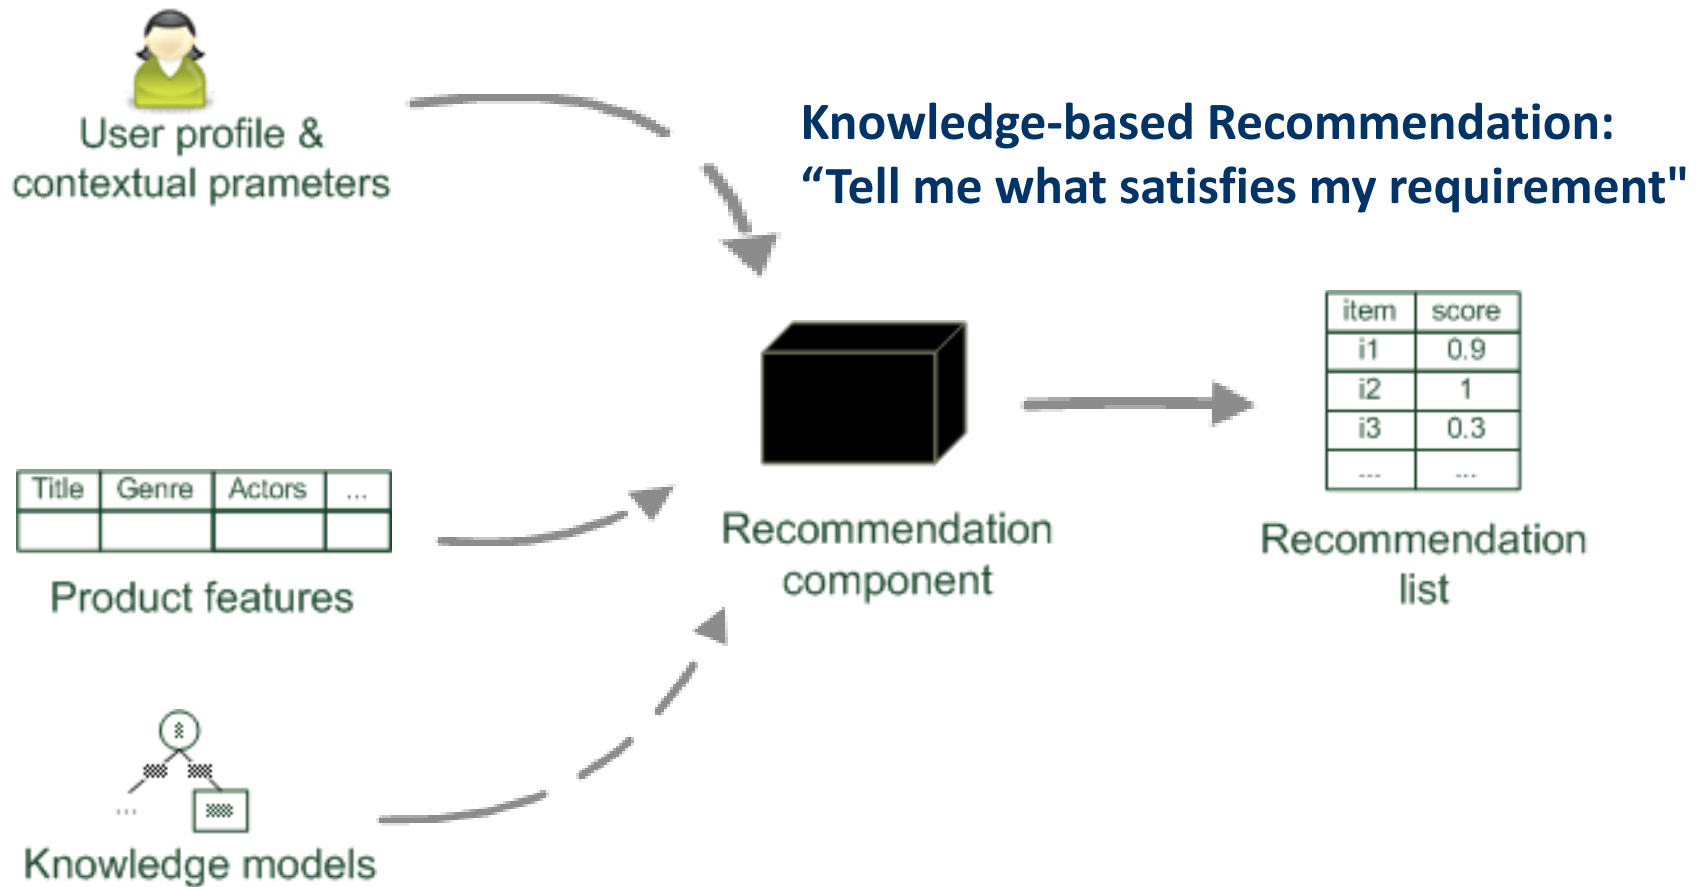 User profile &
contextual prameters
Knowledge-based Recommendation:
“Tell me what satisfies my requirement"
Title Genre Actors ...
Product features
Knowledge models
...
Recommendation
component
item score
i1 0.9
i2 1
i3 0.3
... ...
Recommendation
list